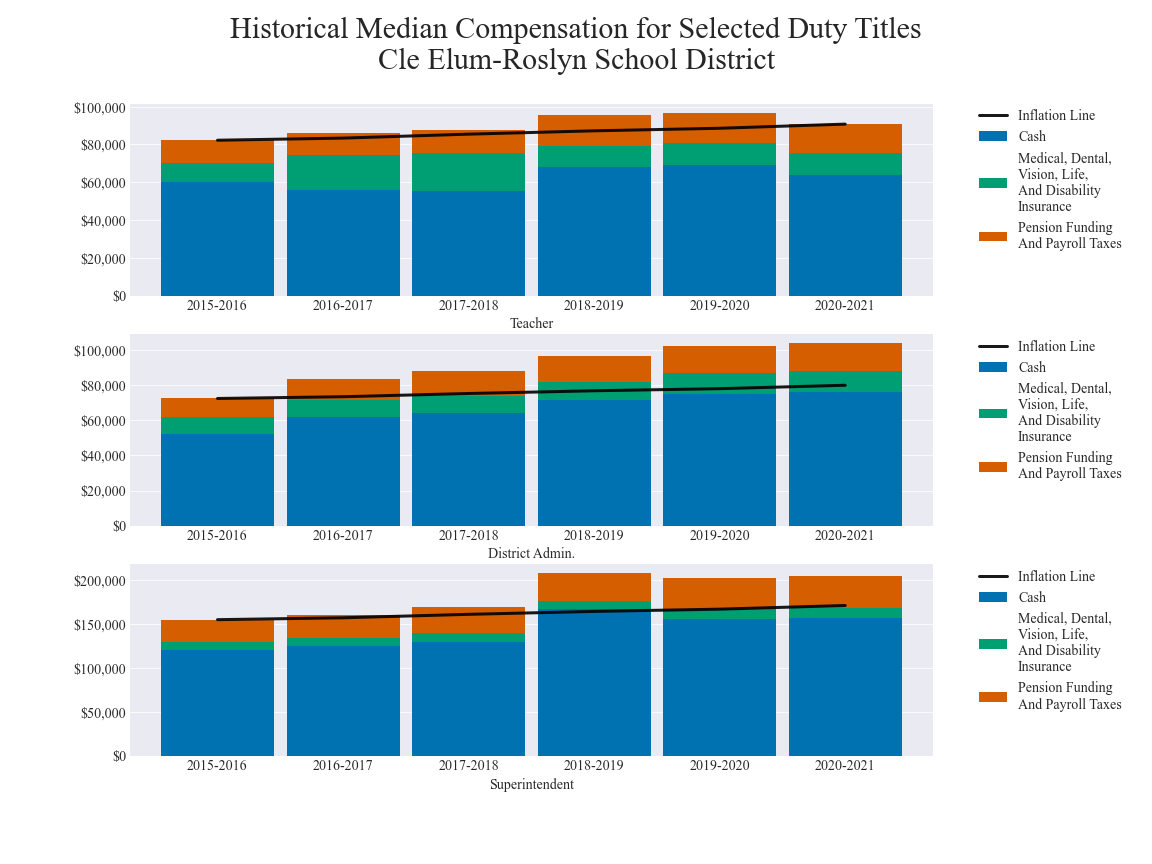 Historical Median Compensation for Selected Duty Titles
Cle Elum-Roslyn School District
$100,000
$80,000
$60,000
$40,000
$20,000
$0
2015-2016
2016-2017
2017-2018
2018-2019
2019-2020
2020-2021
Teacher
Inflation Line
Cash
Medical, Dental,
Vision, Life,
And Disability
Insurance
Pension Funding
And Payroll Taxes
$100,000
$80,000
$60,000
$40,000
$20,000
$0
2015-2016
2016-2017
2017-2018
2018-2019
2019-2020
2020-2021
District Admin.
Inflation Line
Cash
Medical, Dental,
Vision, Life,
And Disability
Insurance
Pension Funding
And Payroll Taxes
$200,000
$150,000
$100,000
$50,000
$0
2015-2016
2016-2017
2017-2018
2018-2019
2019-2020
2020-2021
Superintendent
Inflation Line
Cash
Medical, Dental,
Vision, Life,
And Disability
Insurance
Pension Funding
And Payroll Taxes